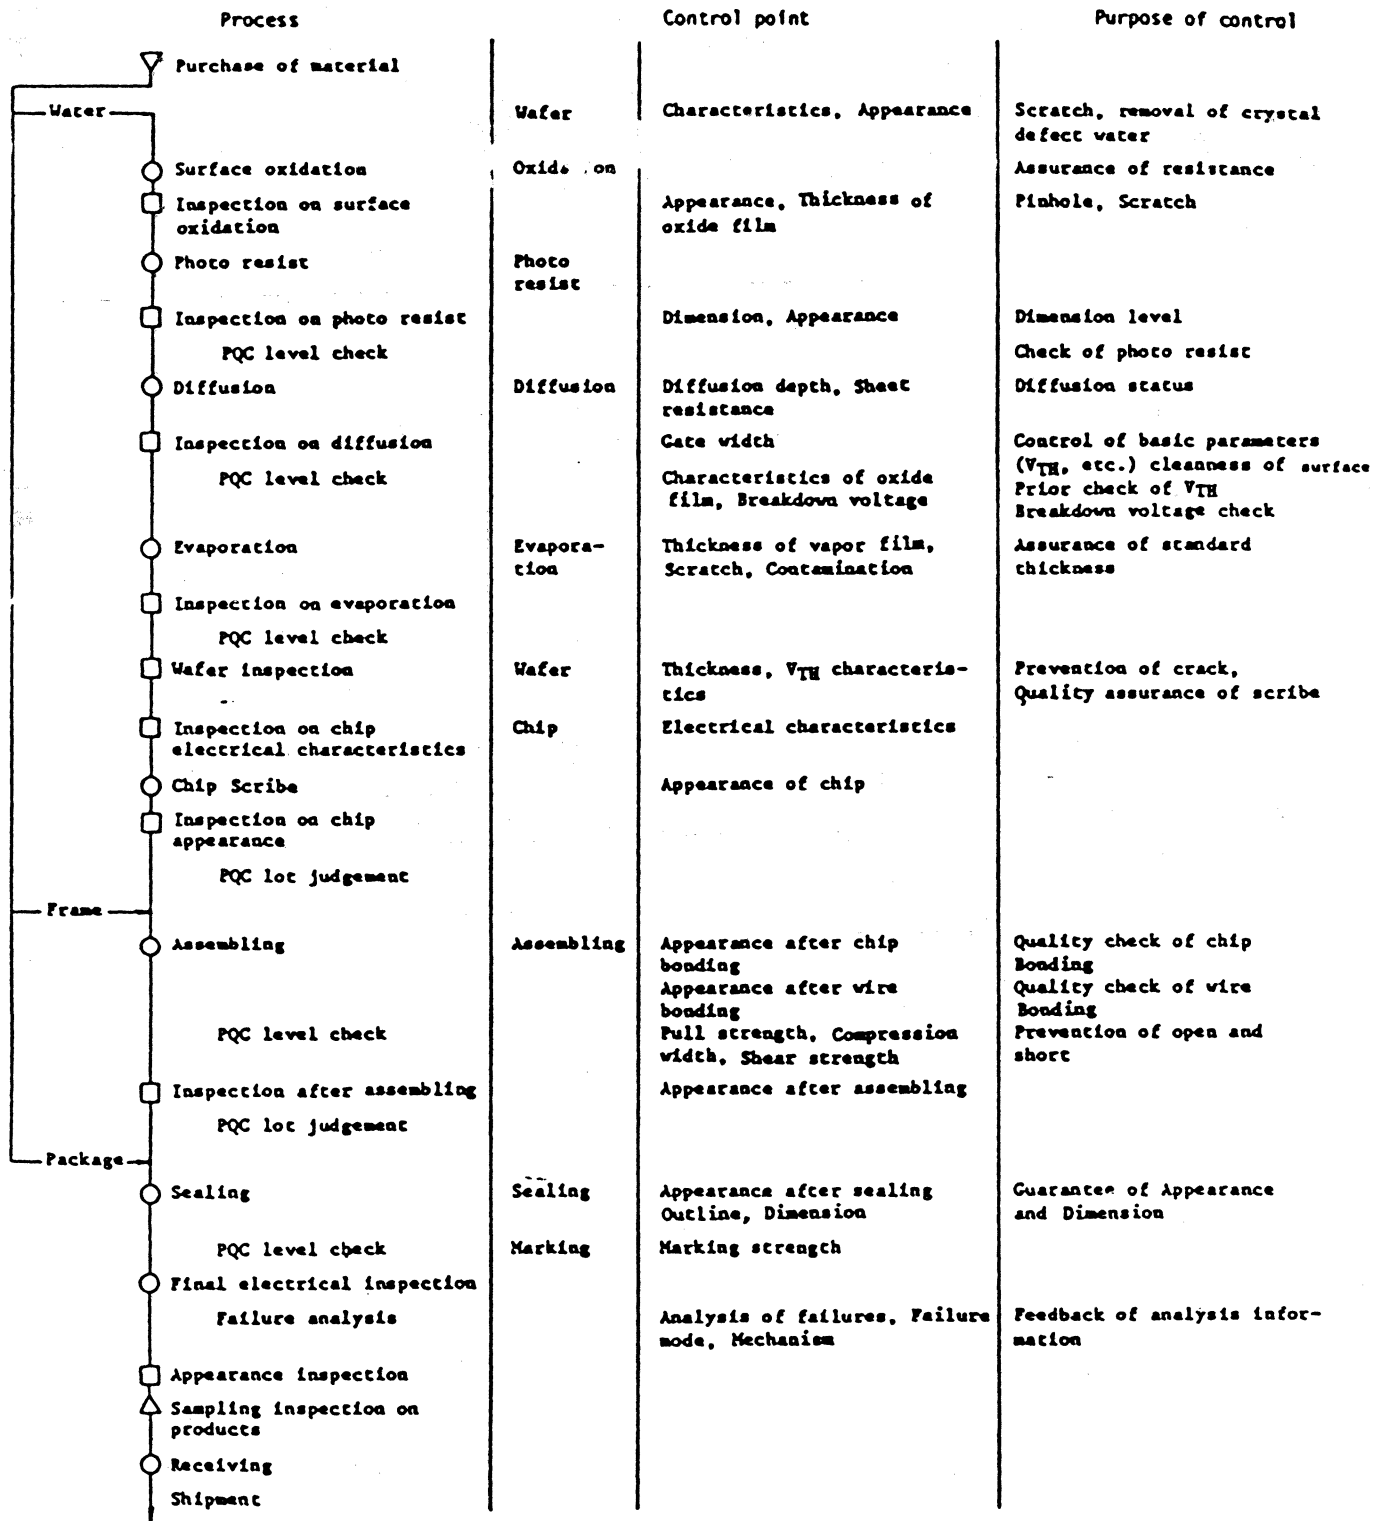 Process Control point Purpose of control
Purchase of material
Water Wafer Characteristics, Appearance Scratch, removal of crystal
defect water
Surface oxidation Oxid on Assurance of resistance
Inspection on surface Appearance, Thickness of Pinhole, Scratch
oxidation oxide film
Photo resist Photo
resist
Inspection on photo resist Dimension, Appearance Dimension level
PQC level check Check of photo resist
Diffusion Diffusion Diffusion depth, Sheet Diffusion status
resistance
Inspection on diffusion Gate width Control of basic parameters
(VTH, etc.) cleanness of surface
PQC level check Characteristics of oxide Prior check of VTH
film, Breakdown voltage Breakdown voltage check
Evaporation Evapora- Thickness of vapor film, Assurance of standard
tion Scratch, Contamination thickness
Inspection on evaporation
PQC level check
Wafer inspection Wafer Thickness, VTH characteris- Prevention of crack,
tics Quality assurance of scribe
Inspection on chip Chip Electrical characteristics
electrical characteristics
Chip Scribe Appearance of chip
Inspection on chip
appearance
PQC lot judgement
Frame
Assembling Assembling Appearance after chip Quality check of chip
bonding Bonding
Appearance after wire Quality check of wire
bonding Bonding
PQC level check Pull strength, Compression Prevention of open and
width, Shear strength short
Inspection after assembling Appearance after assembling
PQC lot judgement
Package
Sealing Sealing Appearance after sealing Guarantee of Appearance
Outline, Dimension and Dimension
PQC level check Marking Marking strength
Final electrical inspection
Failure analysis Analysis of failures, Failure Feedback of analysis infor-
mode, Mechanism mation
Appearance inspection
Sampling inspection on
products
Receiving
Shipment